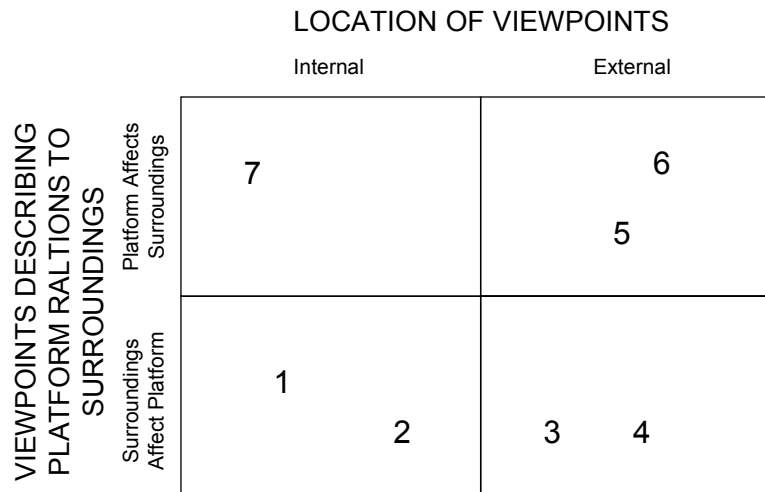 LOCATION OF VIEWPOINTS
Internal
External
VIEWPOINTS DESCRIBING
PLATFORM RALTIONS TO
SURROUNDINGS
Platform Affects
Surroundings
7
6
5
Surroundings
Affect Platform
1
2
3
4